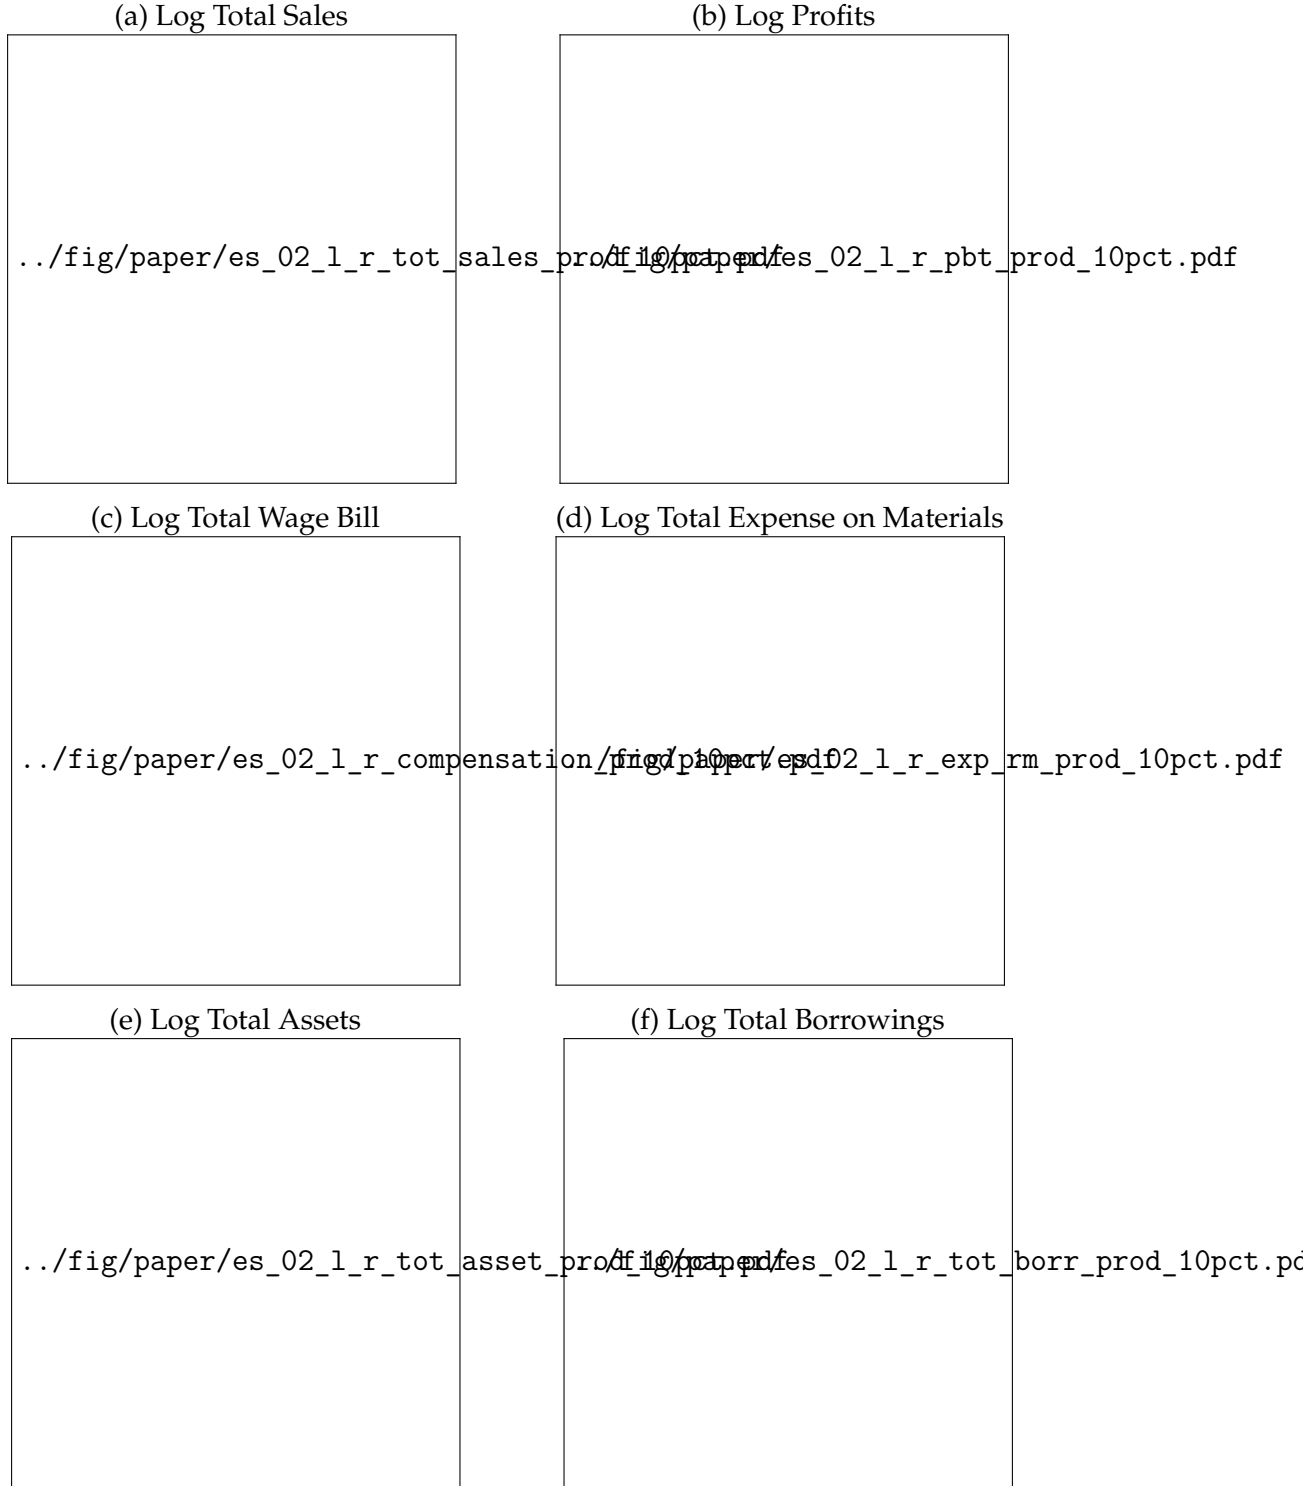 (a) Log Total Sales
(b) Log Profits
../fig/paper/es_02_l_r_tot_sales_prod_10pct.pdf
../fig/paper/es_02_l_r_pbt_prod_10pct.pdf
(c) Log Total Wage Bill
(d) Log Total Expense on Materials
../fig/paper/es_02_l_r_compensation_prod_10pct.pdf
../fig/paper/es_02_l_r_exp_rm_prod_10pct.pdf
(e) Log Total Assets
(f) Log Total Borrowings
../fig/paper/es_02_l_r_tot_asset_prod_10pct.pdf
../fig/paper/es_02_l_r_tot_borr_prod_10pct.pd